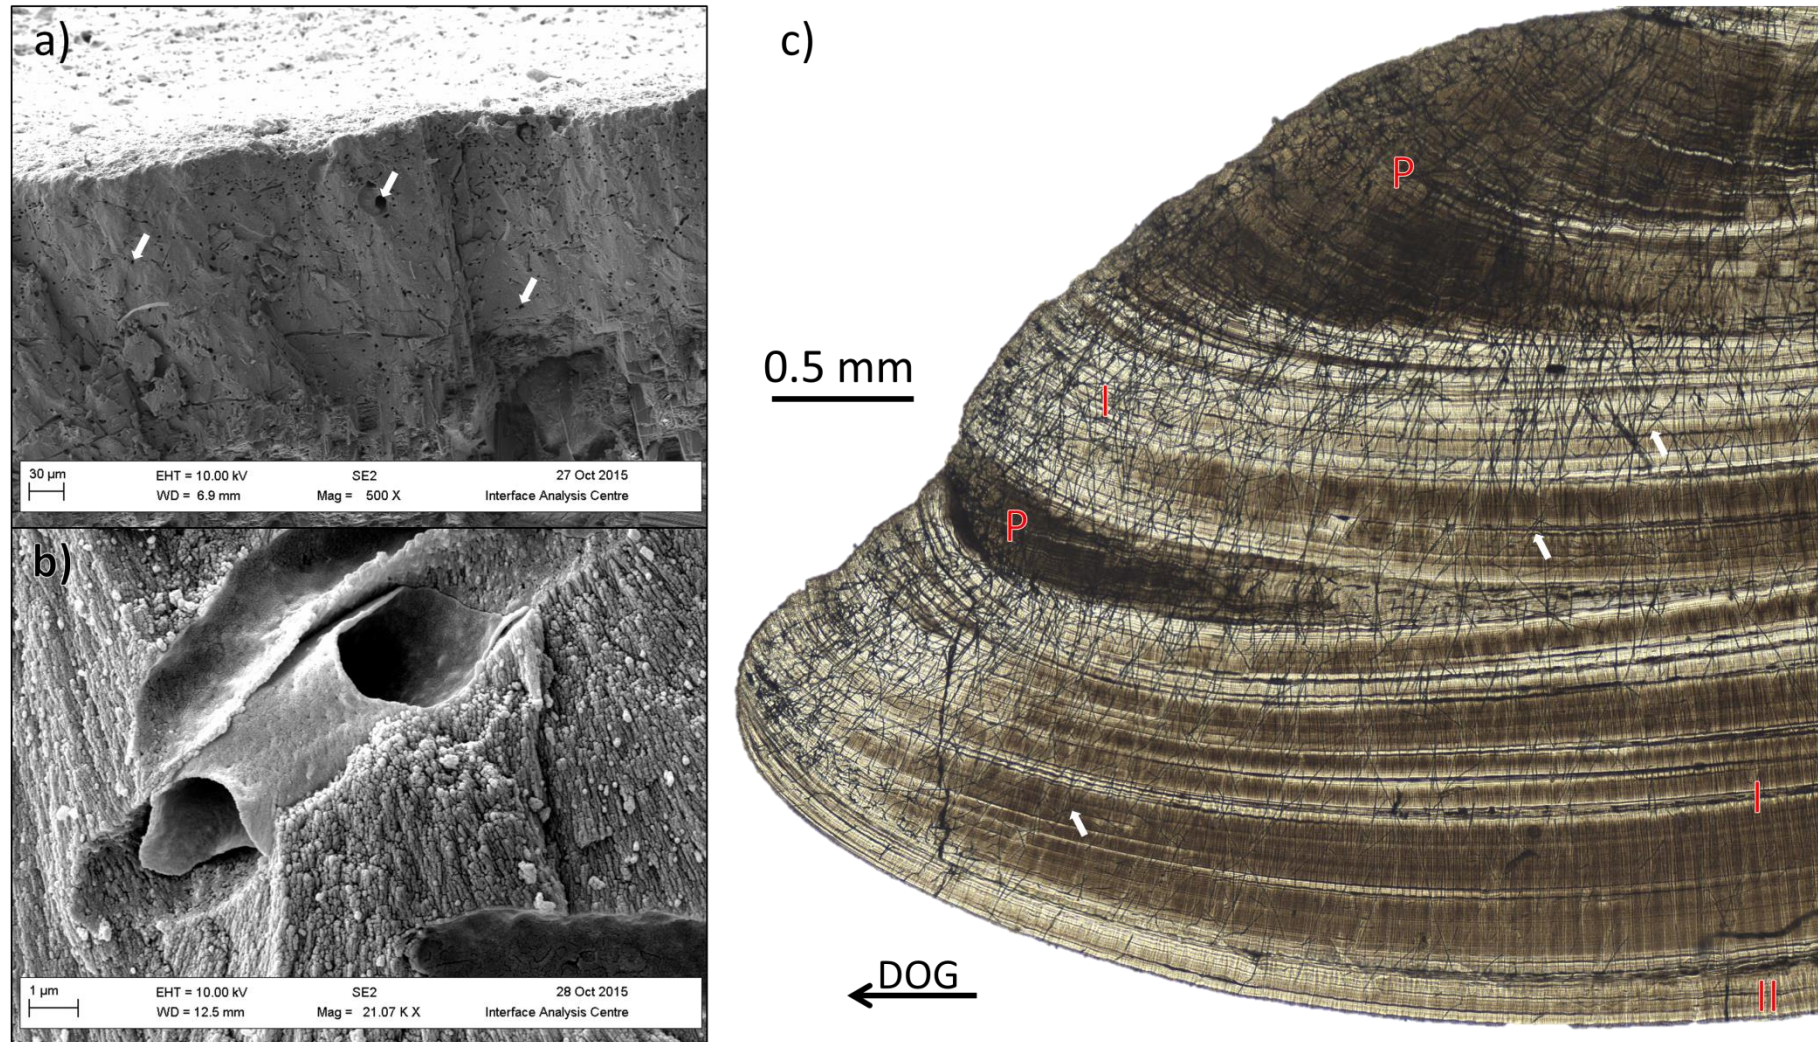 a)
30 µm
EHT = 10.00 kV
SE2
27 Oct 2015
WD = 6.9 mm
Mag = 500 X
Interface Analysis Centre
b)
1 µm
EHT = 10.00 kV
SE2
28 Oct 2015
WD = 12.5 mm
Mag = 21.07 K X
Interface Analysis Centre
c)
P
0.5 mm
I
P
I
DOG
II